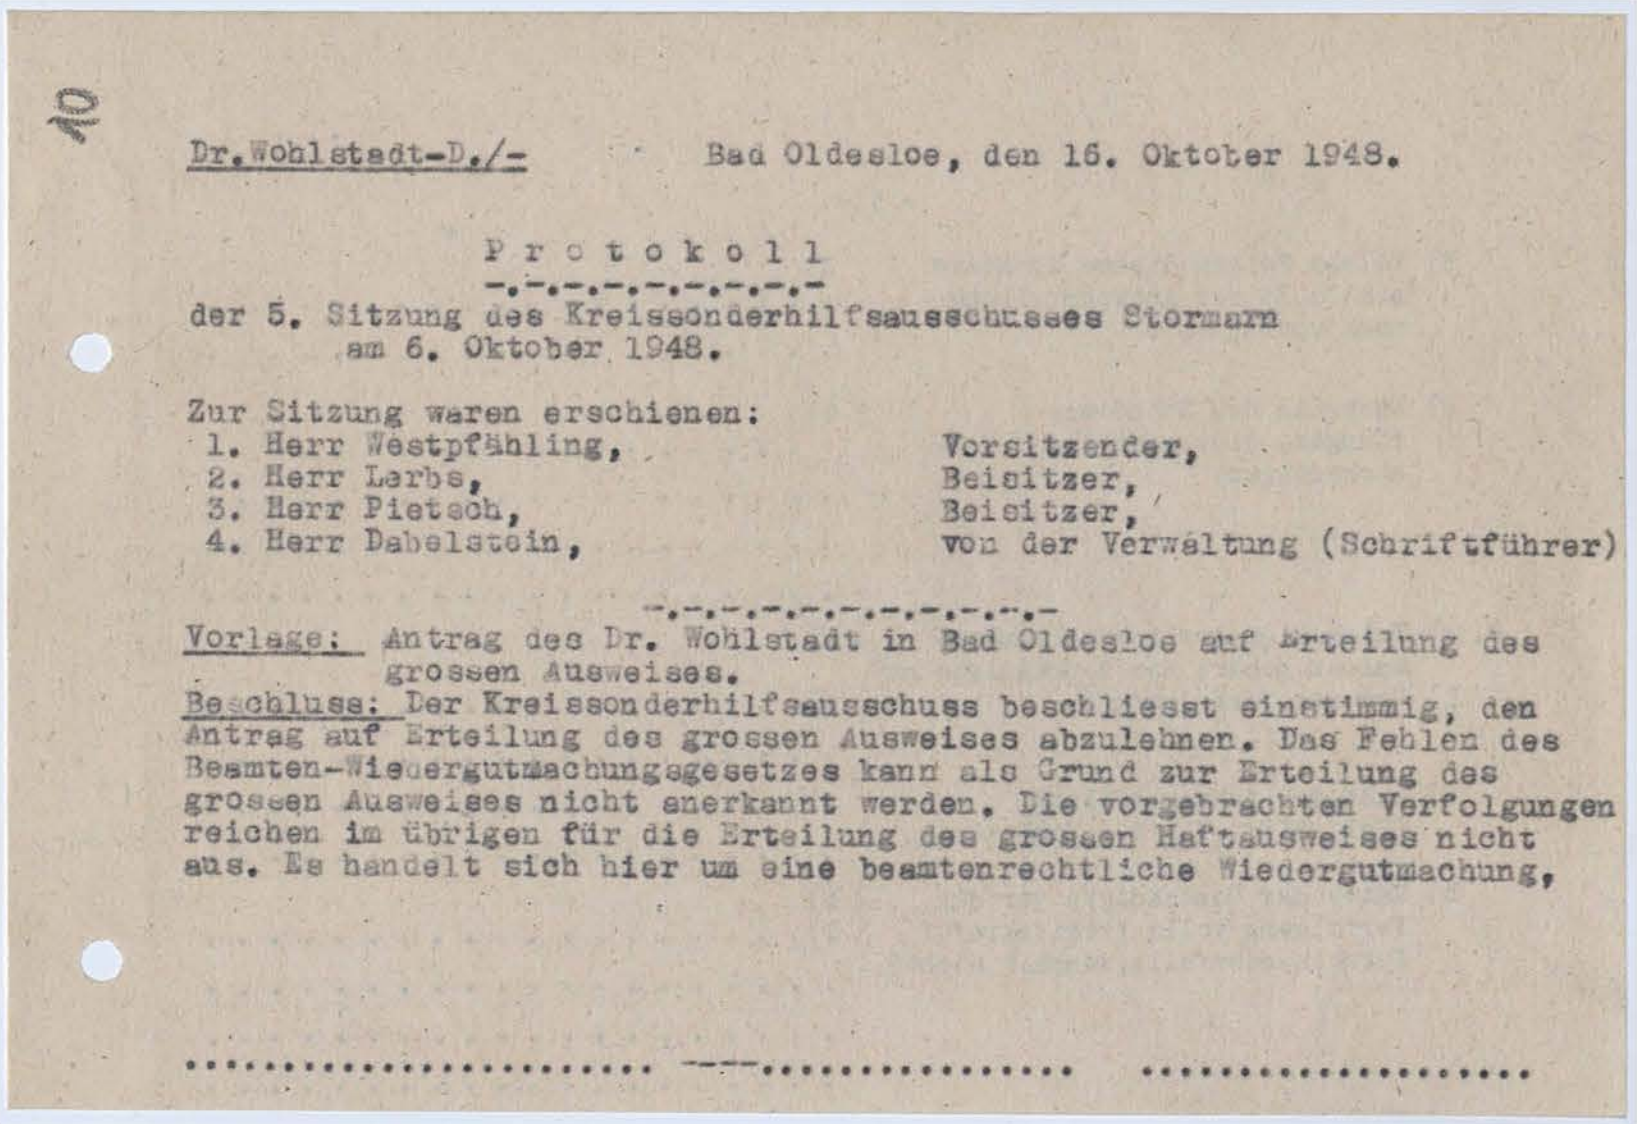 10
Dr.Wohlstadt-D./- Bad Oldesloe, den 16. Oktober 1948.
P r o t o k o l l
-.-.-.-.-.-.-.-.-
der 5. Sitzung des Kreissonderhilfsausschusses Stormarn
am 6. Oktober 1948.
Zur Sitzung waren erschienen:
1. Herr Westpfähling, Vorsitzender,
2. Herr Lerbs, Beisitzer,
3. Herr Pietsch, Beisitzer,
4. Herr Dabelstein, von der Verwaltung (Schriftführer)
-.-.-.-.-.-.-.-.-.-.-
Vorlage: Antrag des Dr. Wohlstadt in Bad Oldesloe auf Erteilung des
grossen Ausweises.
Beschluss: Der Kreissonderhilfsausschuss beschliesst einstimmig, den
Antrag auf Erteilung des grossen Ausweises abzulehnen. Das Fehlen des
Beamten-Wiedergutmachungsgesetzes kann als Grund zur Erteilung des
grossen Ausweises nicht anerkannt werden. Die vorgebrachten Verfolgungen
reichen im übrigen für die Erteilung des grossen Haftausweises nicht
aus. Es handelt sich hier um eine beamtenrechtliche Wiedergutmachung,
........................ ----................ ....................